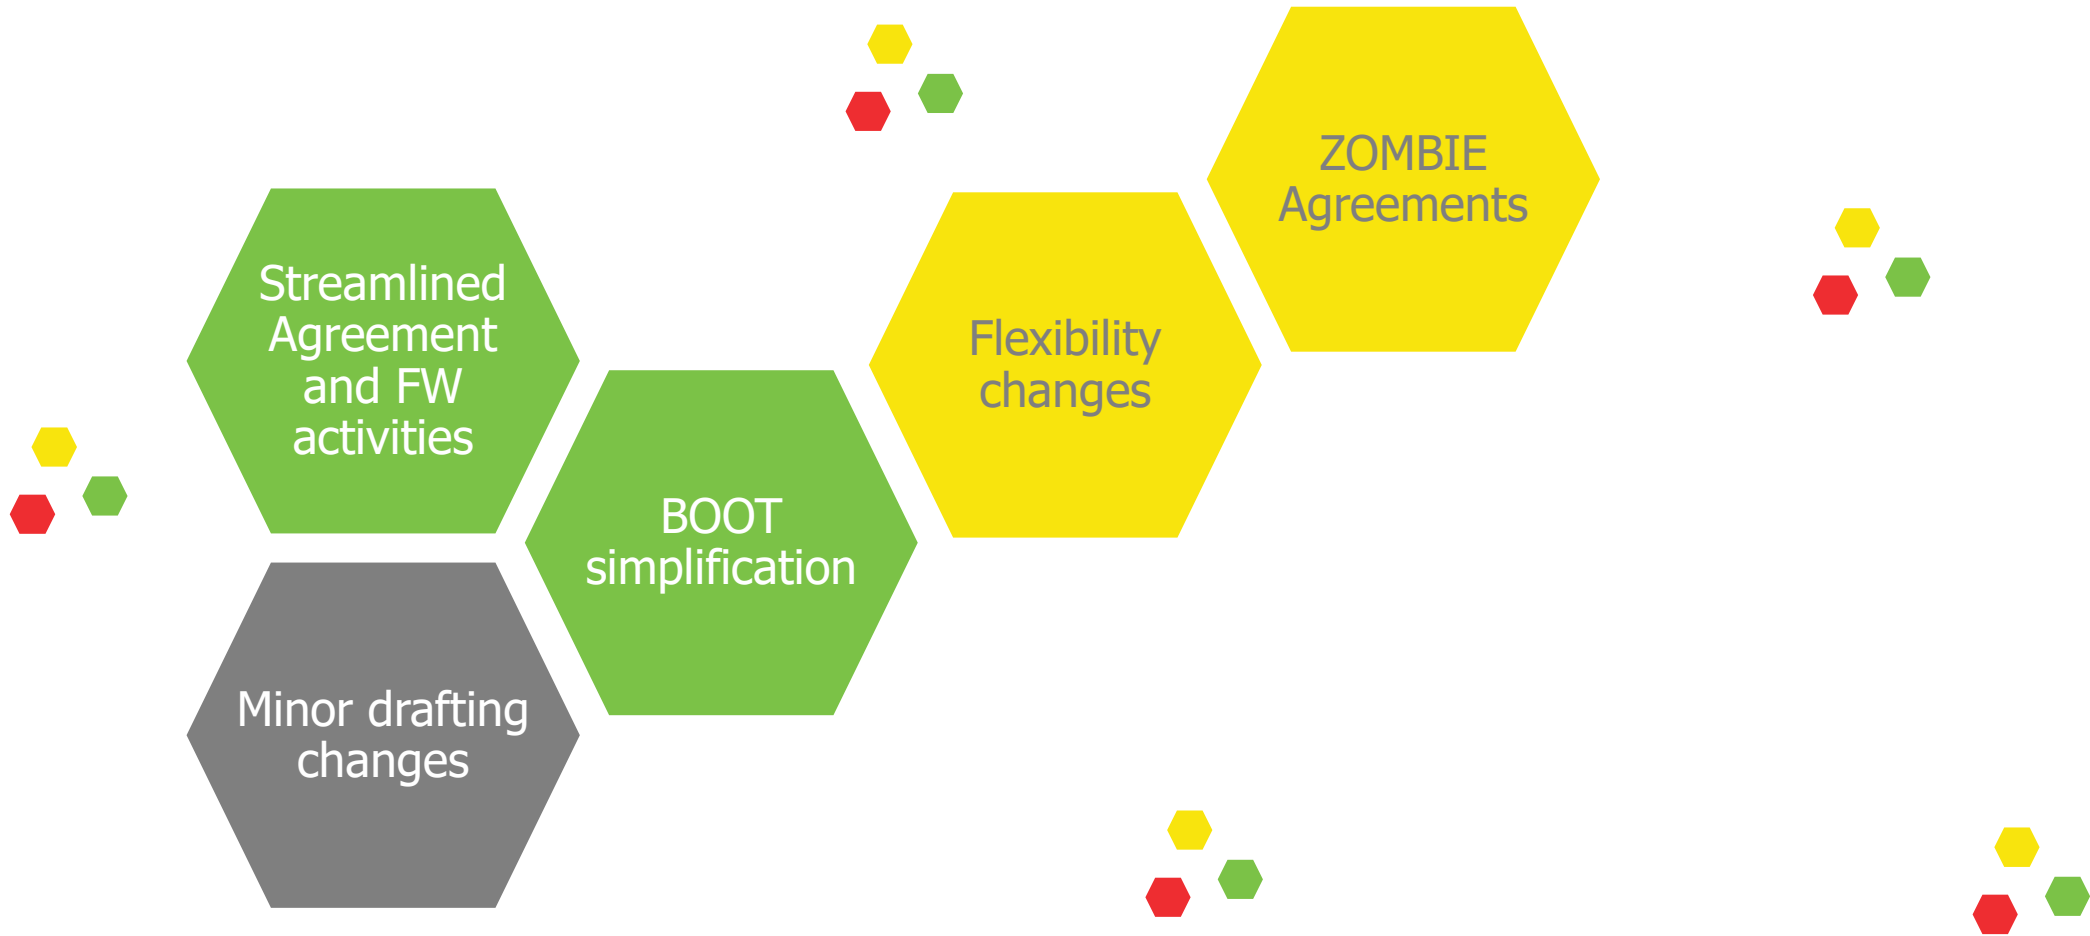 Streamlined
Agreement
and FW
activities
Minor drafting
changes
BOOT
simplification
Flexibility
changes
ZOMBIE
Agreements